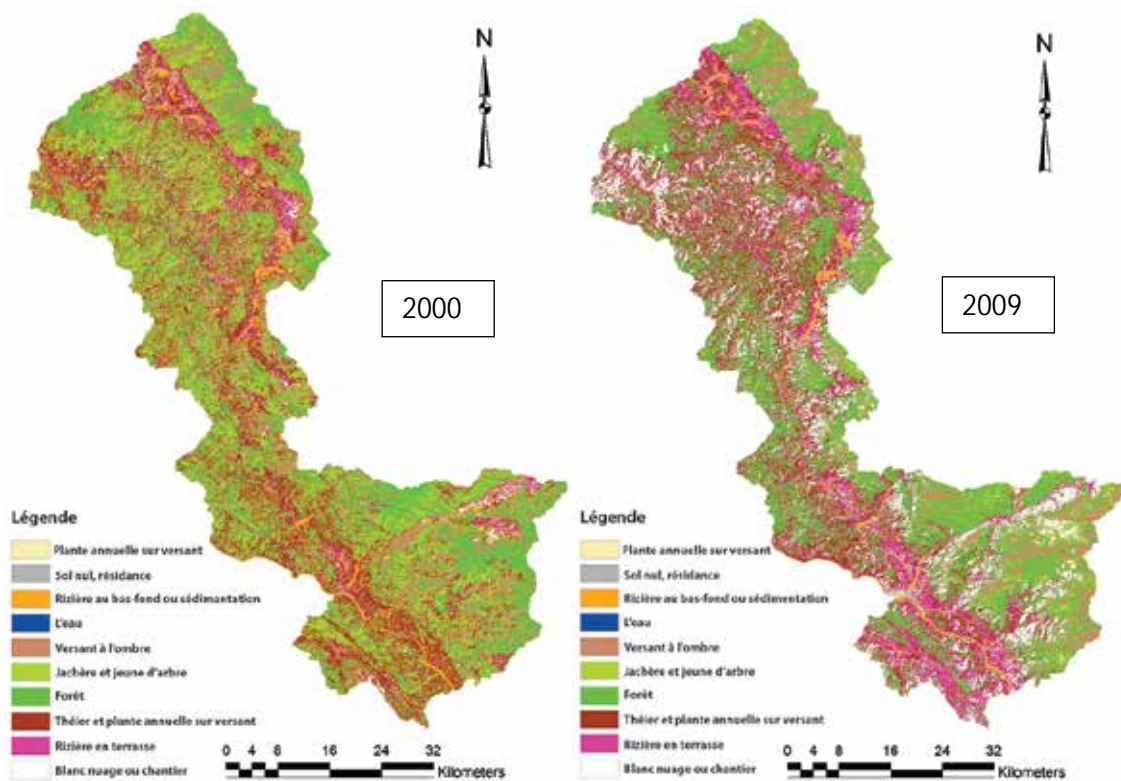 N
2000
Légende
Plante annuelle sur versant
Sol nul, résidance
Rizière au bas-fond ou sédimantation
L'eau
Versant à l'ombre
Jachère et jeune d'arbre
Forêt
Théier et plante annuelle sur versant
Rizière en terrasse
Blanc nuage ou chantier
0 4 8 16 24 32
Kilometers
N
2009
Légende
Plante annuelle sur versant
Sol nul, résidance
Rizière au bas-fond ou sédimantation
L'eau
Versant à l'ombre
Jachère et jeune d'arbre
Forêt
Théier et plante annuelle sur versant
Rizière en terrasse
Blanc nuage ou chantier
0 4 8 16 24 32
Kilometers